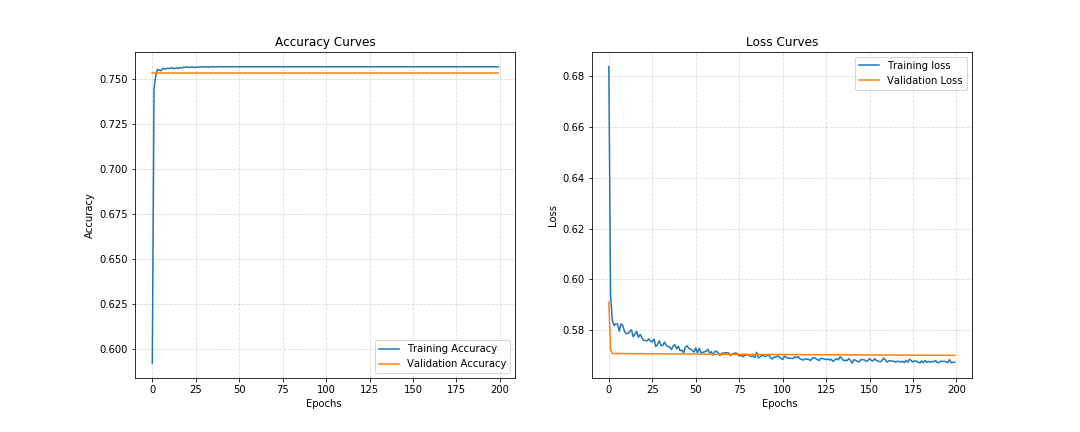 Accuracy Curves
0.750
0.725
0.700
0.675
0.650
0.625
0.600
Accuracy
0 25 50 75 100 125 150 175 200
Epochs
Training Accuracy
Validation Accuracy
Loss Curves
0.68
0.66
0.64
0.62
0.60
0.58
Loss
0 25 50 75 100 125 150 175 200
Epochs
Training loss
Validation Loss